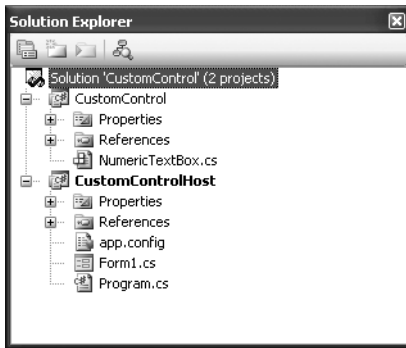 Solution Explorer
Solution 'CustomControl' (2 projects)
CustomControl
Properties
References
NumericTextBox.cs
CustomControlHost
Properties
References
app.config
Form1.cs
Program.cs